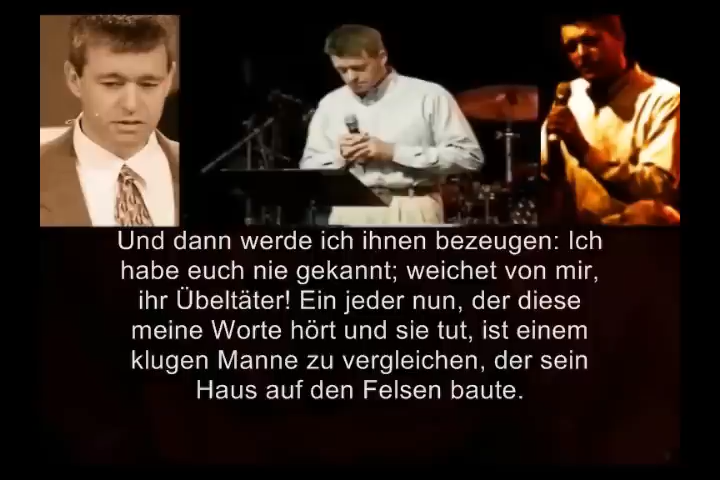 Und dann werde ich ihnen bezeugen: Ich
habe euch nie gekannt; weichet von mir,
ihr Übeltäter! Ein jeder nun, der diese
meine Worte hört und sie tut, ist einem
klugen Manne zu vergleichen, der sein
Haus auf den Felsen baute.